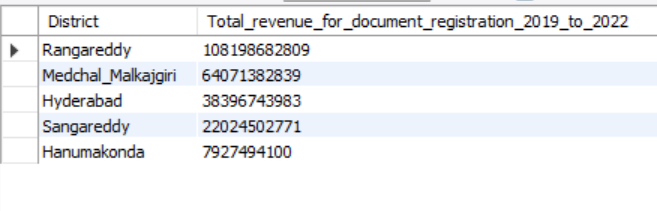 District Total_revenue_for_document_registration_2019_to_2022
Rangareddy 108198682809
Medchal_Malkajgiri 64071382839
Hyderabad 38396743983
Sangareddy 22024502771
Hanumakonda 7927494100